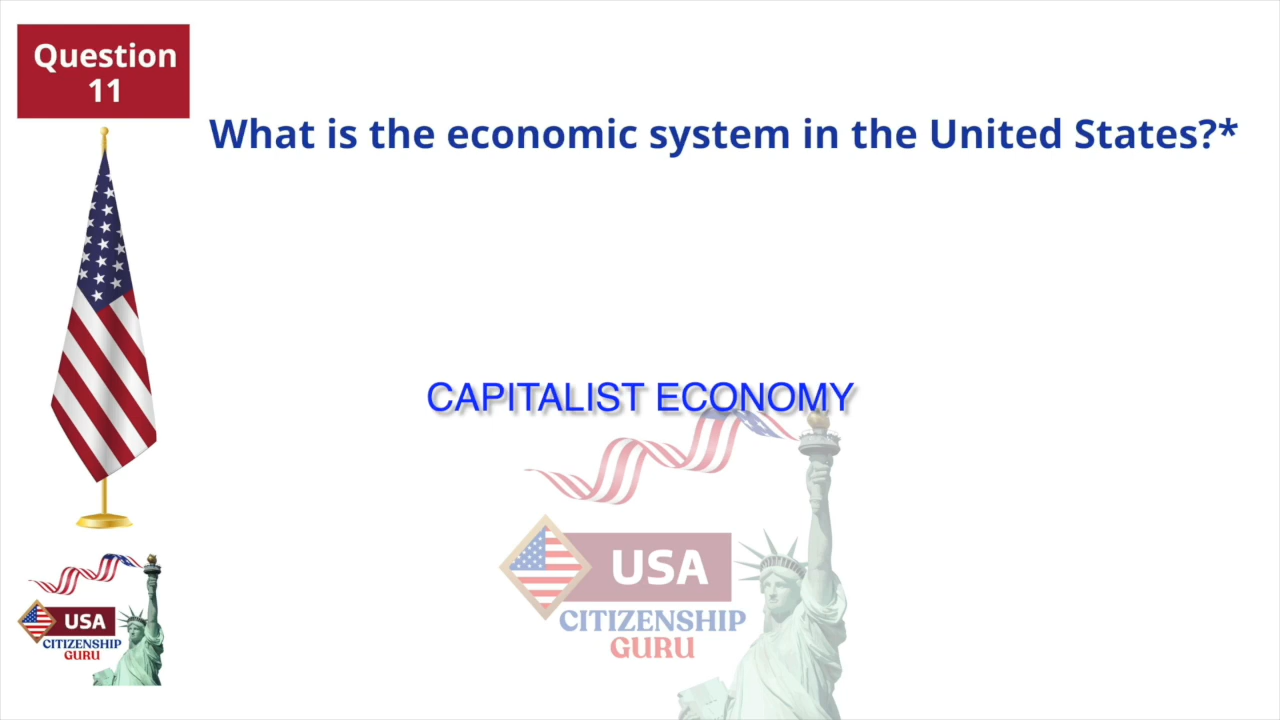 Question
11
What is the economic system in the United States?*
CAPITALIST ECONOMY
USA
CITIZENSHIP
GURU
USA
CITIZENSHIP
GURU